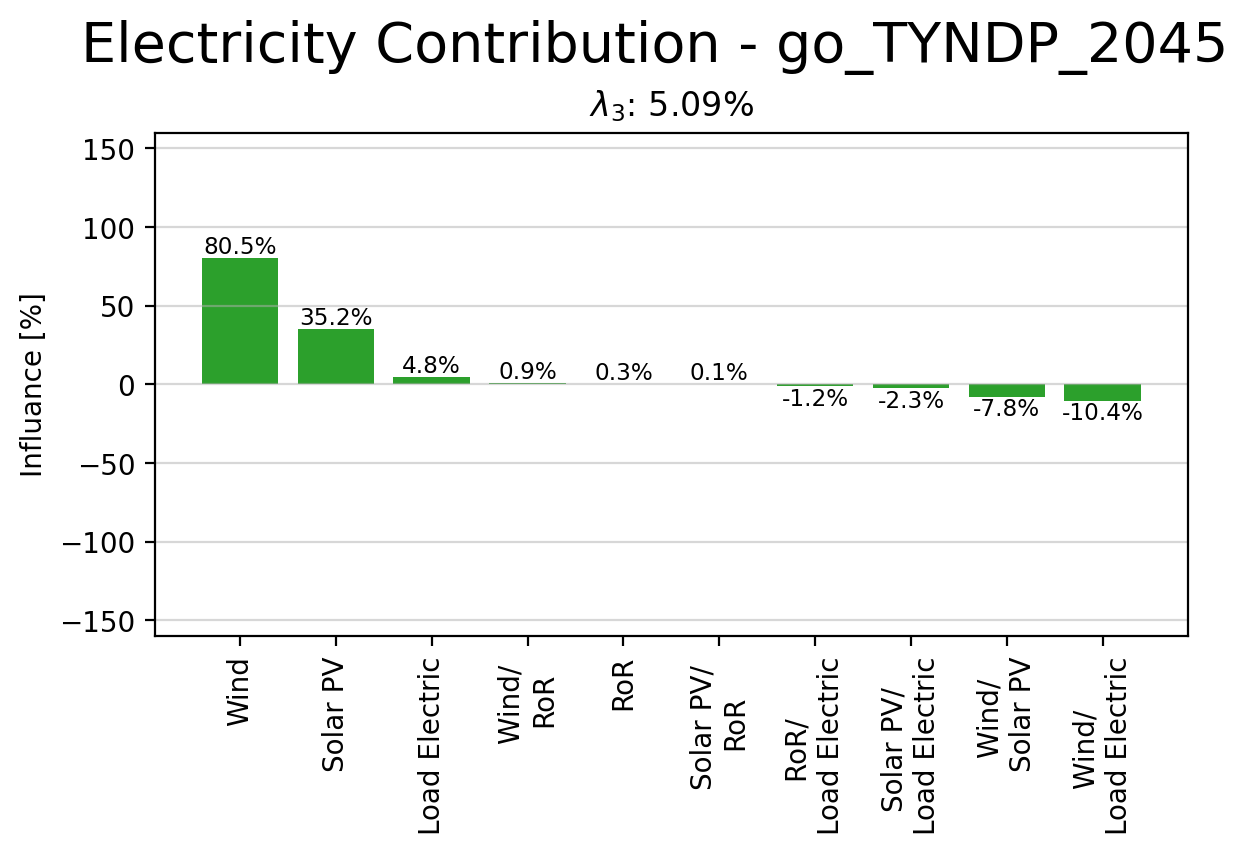 Electricity Contribution - go_TYNDP_2045
λ₃: 5.09%
Influance [%]
150
100
50
0
−50
−100
−150
80.5%
35.2%
4.8%
0.9%
0.3%
0.1%
-1.2%
-2.3%
-7.8%
-10.4%
Wind
Solar PV
Load Electric
Wind/
RoR
RoR
Solar PV/
RoR
RoR/
Load Electric
Solar PV/
Load Electric
Wind/
Solar PV
Wind/
Load Electric